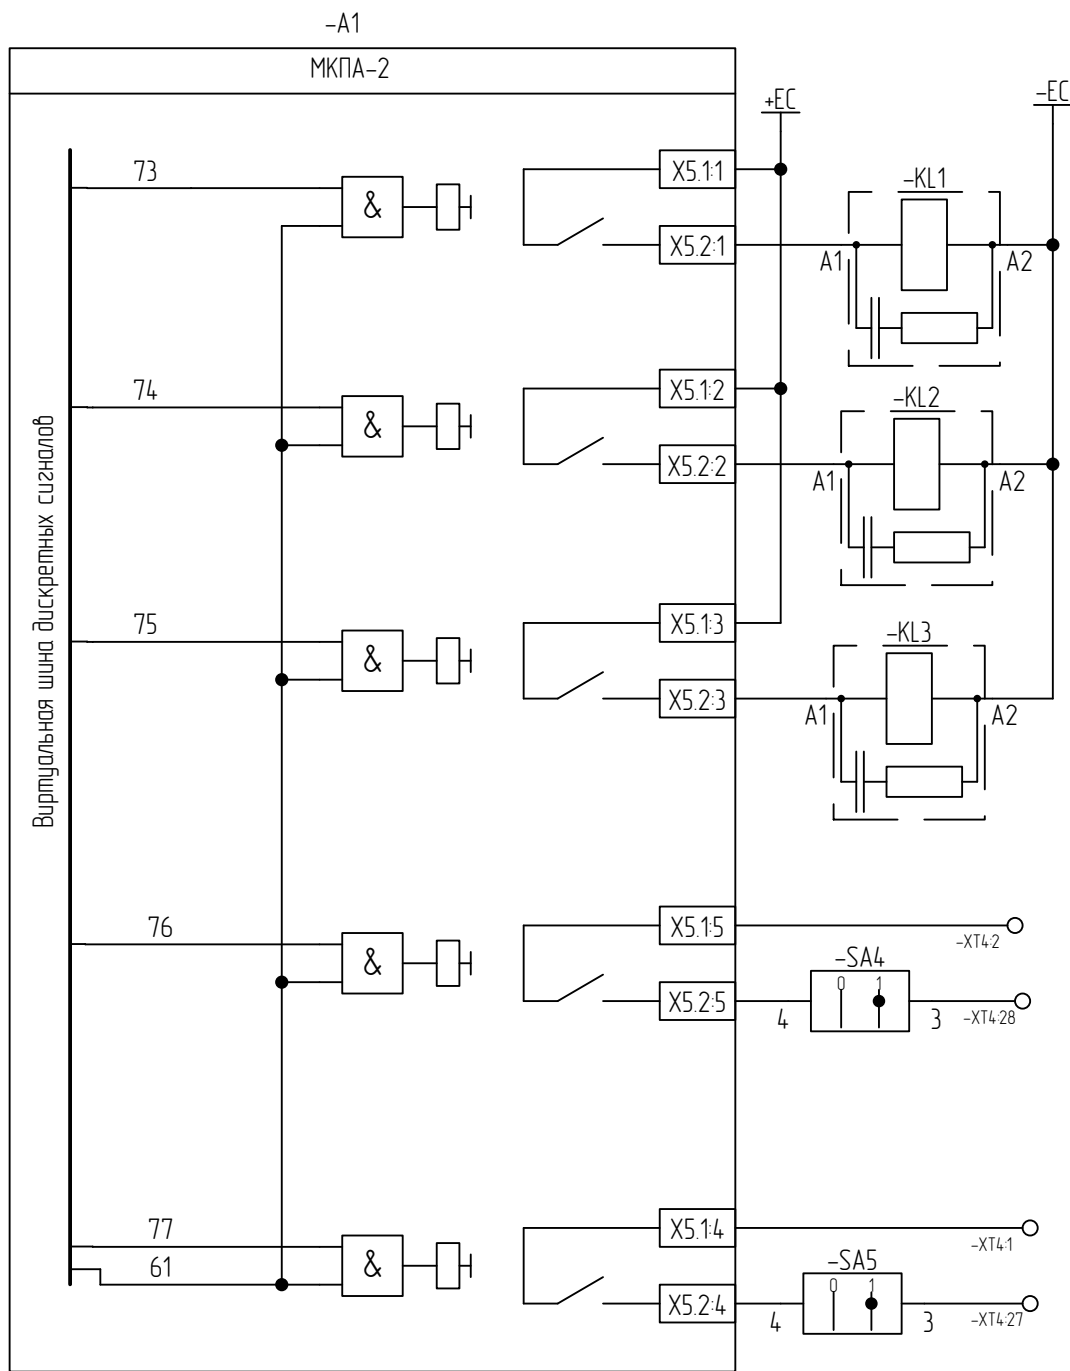 -A1
МКПА-2
+EC
-EC
Виртуальная шина дискретных сигналов
73
&
X5.1:1
X5.2:1
-KL1
A1
A2
74
&
X5.1:2
X5.2:2
-KL2
A1
A2
75
&
X5.1:3
X5.2:3
-KL3
A1
A2
76
&
X5.1:5
-XT4:2
X5.2:5
-SA4
0 1
4
3
-XT4:28
77
61
&
X5.1:4
-XT4:1
X5.2:4
-SA5
0 1
4
3
-XT4:27